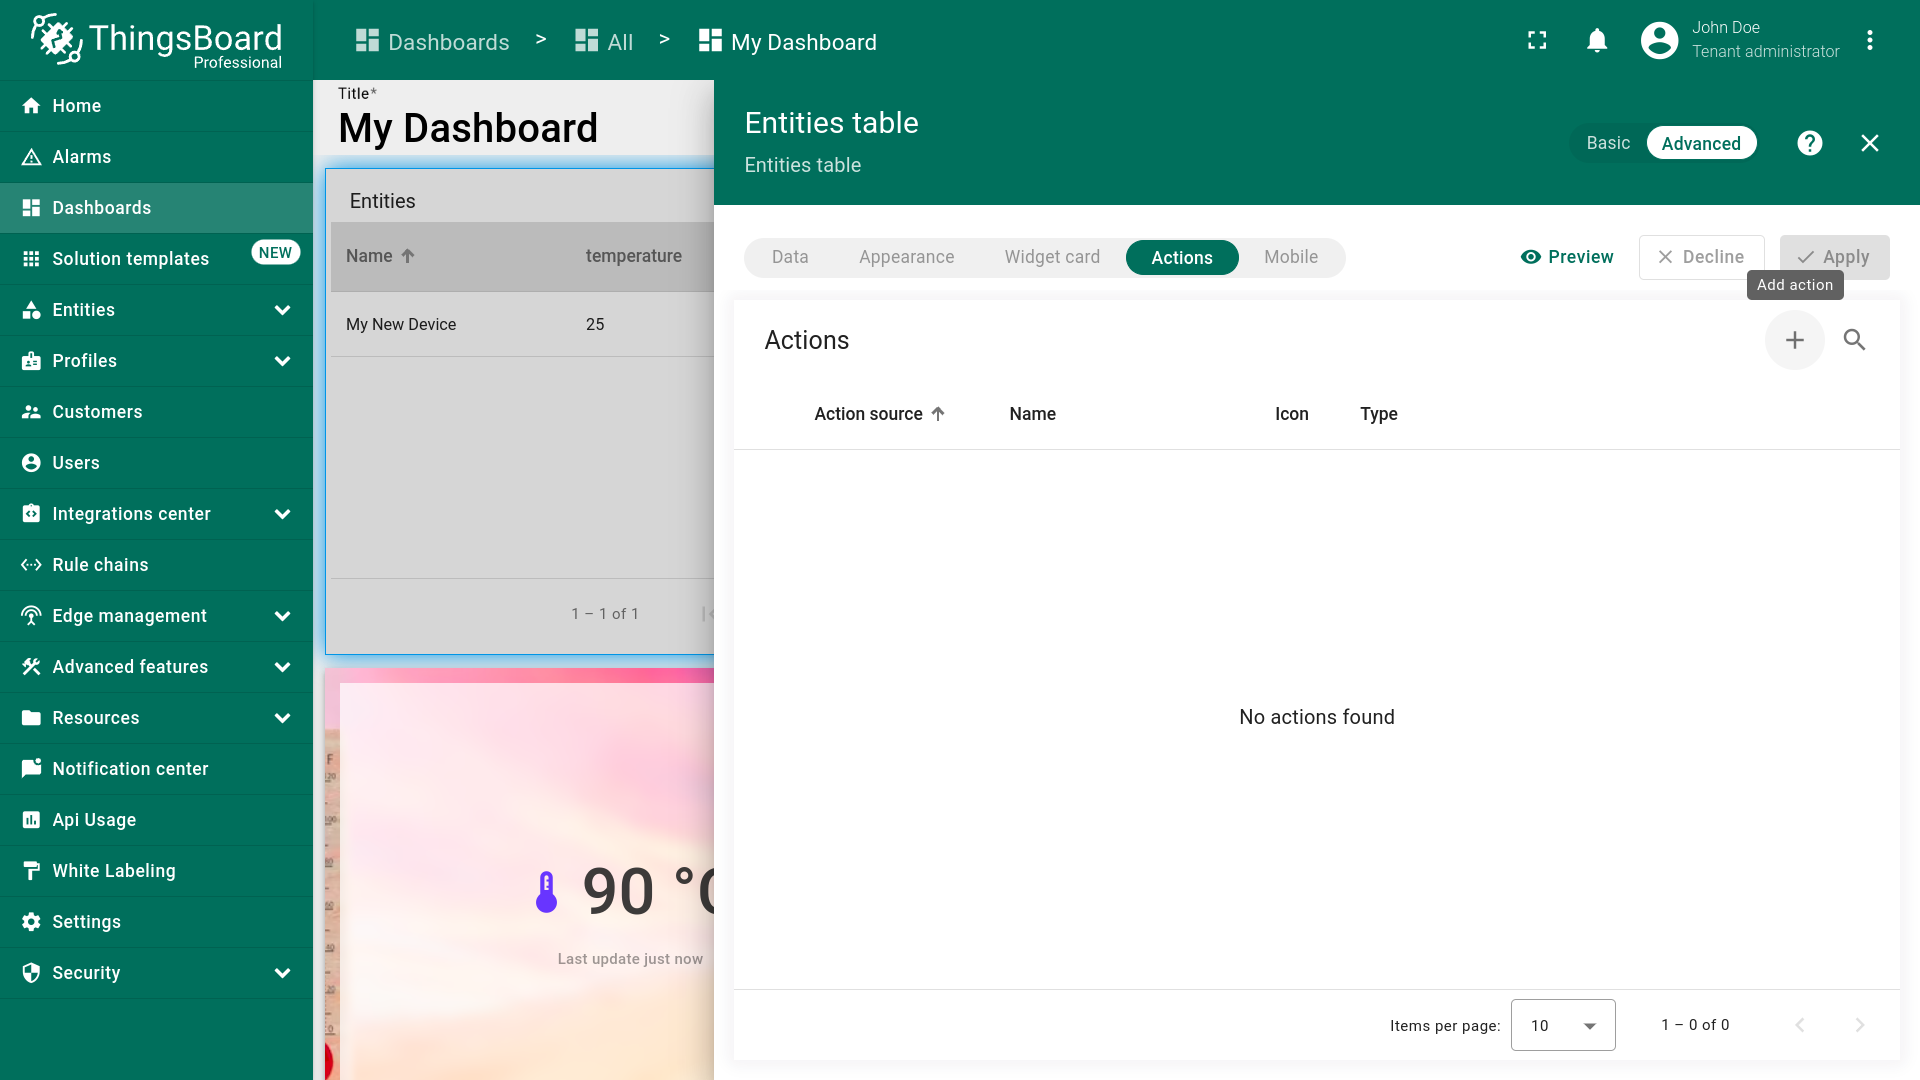 ThingsBoard
Professional
Dashboards > All > My Dashboard
John Doe
Tenant administrator
Home
Alarms
Dashboards
Solution templates NEW
Entities
Profiles
Customers
Users
Integrations center
Rule chains
Edge management
Advanced features
Resources
Notification center
Api Usage
White Labeling
Settings
Security
Title*
My Dashboard
Entities
Name temperature
My New Device 25
1 – 1 of 1
90 °C
Last update just now
Entities table
Entities table
Basic Advanced
Data Appearance Widget card Actions Mobile
Preview Decline Apply
Add action
Actions
Action source Name Icon Type
No actions found
Items per page: 10 1 – 0 of 0